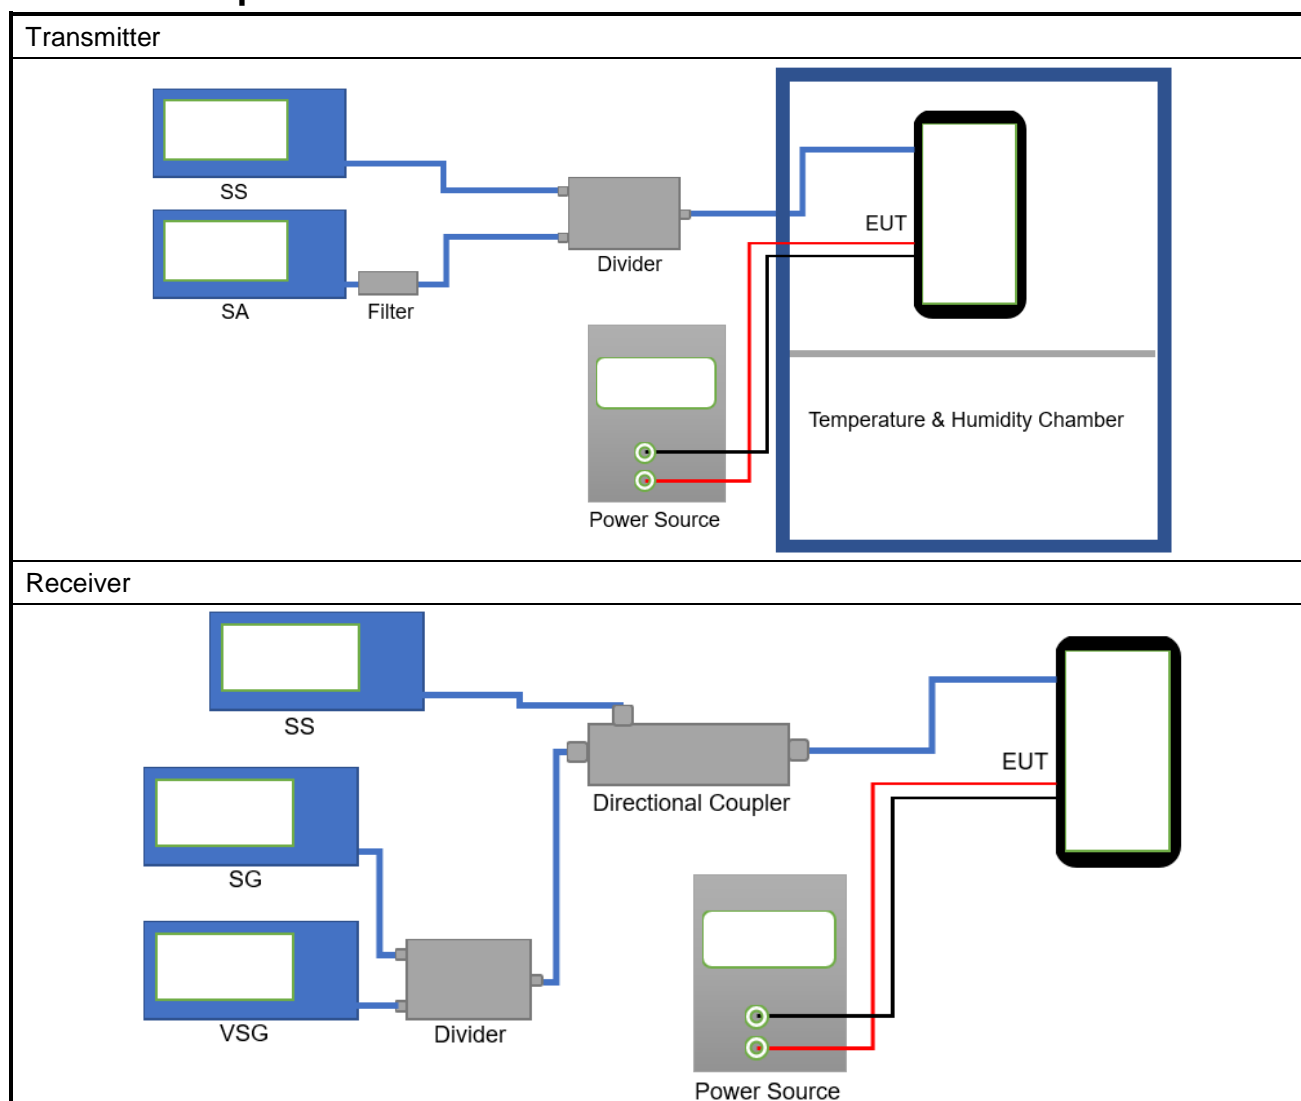 Transmitter
SS
SA
Filter
Divider
EUT
Power Source
Temperature & Humidity Chamber
Receiver
SS
SG
VSG
Divider
Directional Coupler
EUT
Power Source